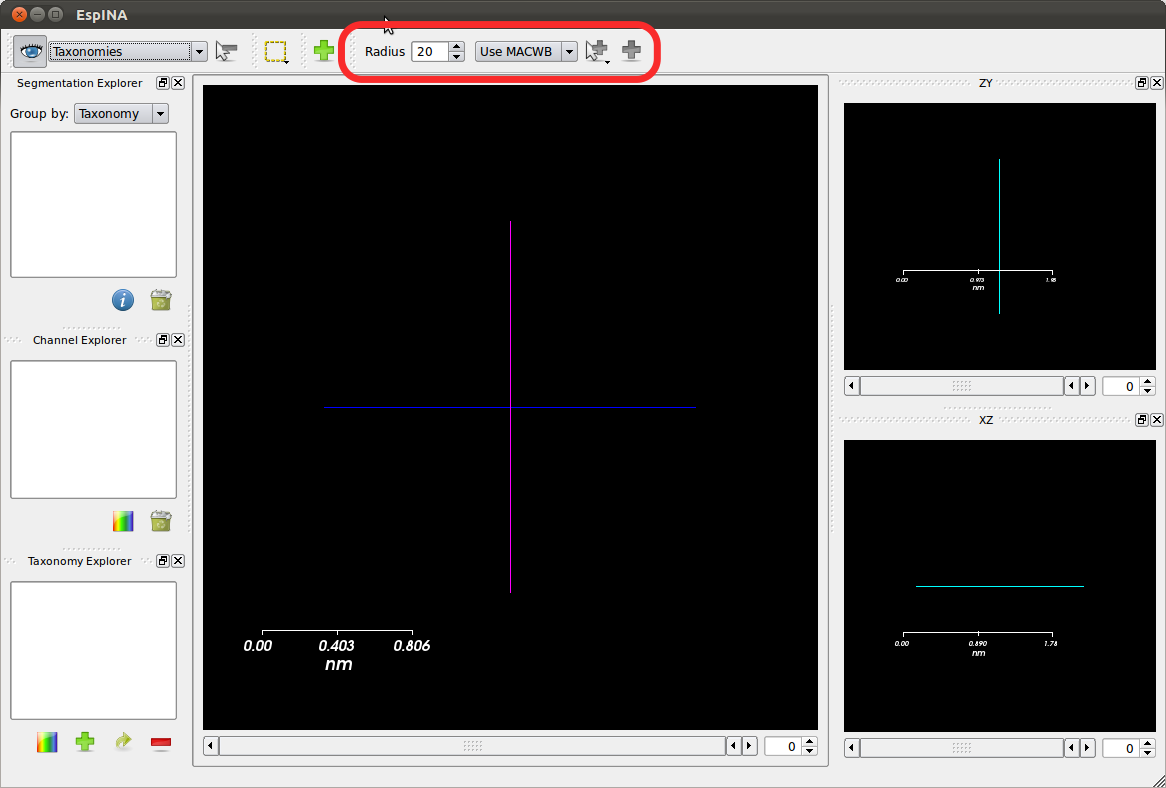 EspINA
Taxonomies
Radius 20 Use MACWB
Segmentation Explorer
Group by: Taxonomy
Channel Explorer
Taxonomy Explorer
0.00 0.403 0.806
nm
0
ZY
0.00 0.973 1.95
nm
0
XZ
0.00 0.890 1.78
nm
0